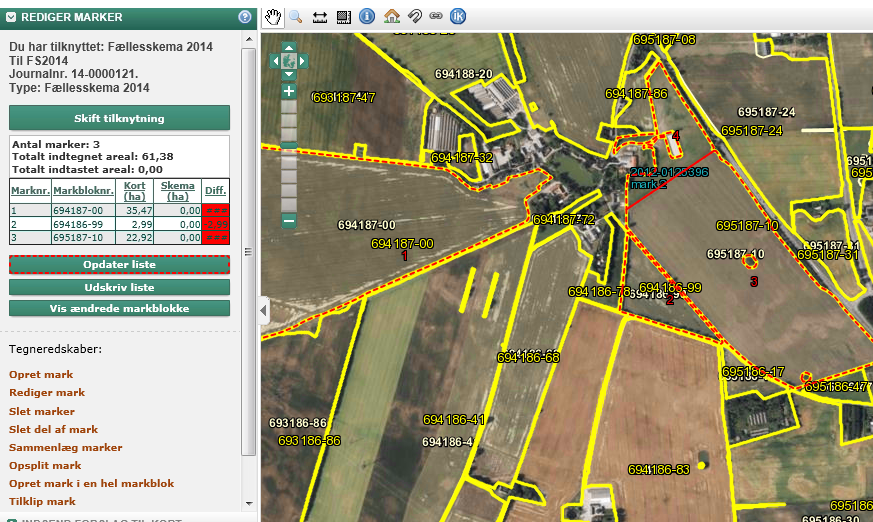 REDIGER MARKER
Du har tilknyttet: Fællesskema 2014
Til FS2014
Journalnr. 14-0000121.
Type: Fællesskema 2014
Skift tilknytning
Antal marker: 3
Totalt indtegnet areal: 61,38
Totalt indtastet areal: 0,00
Marknr. Markbloknr. Kort (ha) Skema (ha) Diff.
1 694187-00 35,47 0,00 ###
2 694186-99 2,99 0,00
3 695187-10 22,92 0,00 ###
Opdater liste
Udskriv liste
Vis ændrede markblokke
Tegneredskaber:
Opret mark
Rediger mark
Slet marker
Slet del af mark
Sammenlæg marker
Opsplit mark
Opret mark i en hel markblok
Tilklip mark
695187-08
694188-20
694187-86
693187-47
695187-24
695187-24
4
694187-32
2012-0125396
mark 2
694187-72
694187-00
694187-00
1
695187-10
695187-10
695187-31
695187-31
3
694186-78
694186-99
2
694186-68
695186-17
695186-47
693186-86
693186-86
694186-41
694186-4
694186-83
695186
695186-30